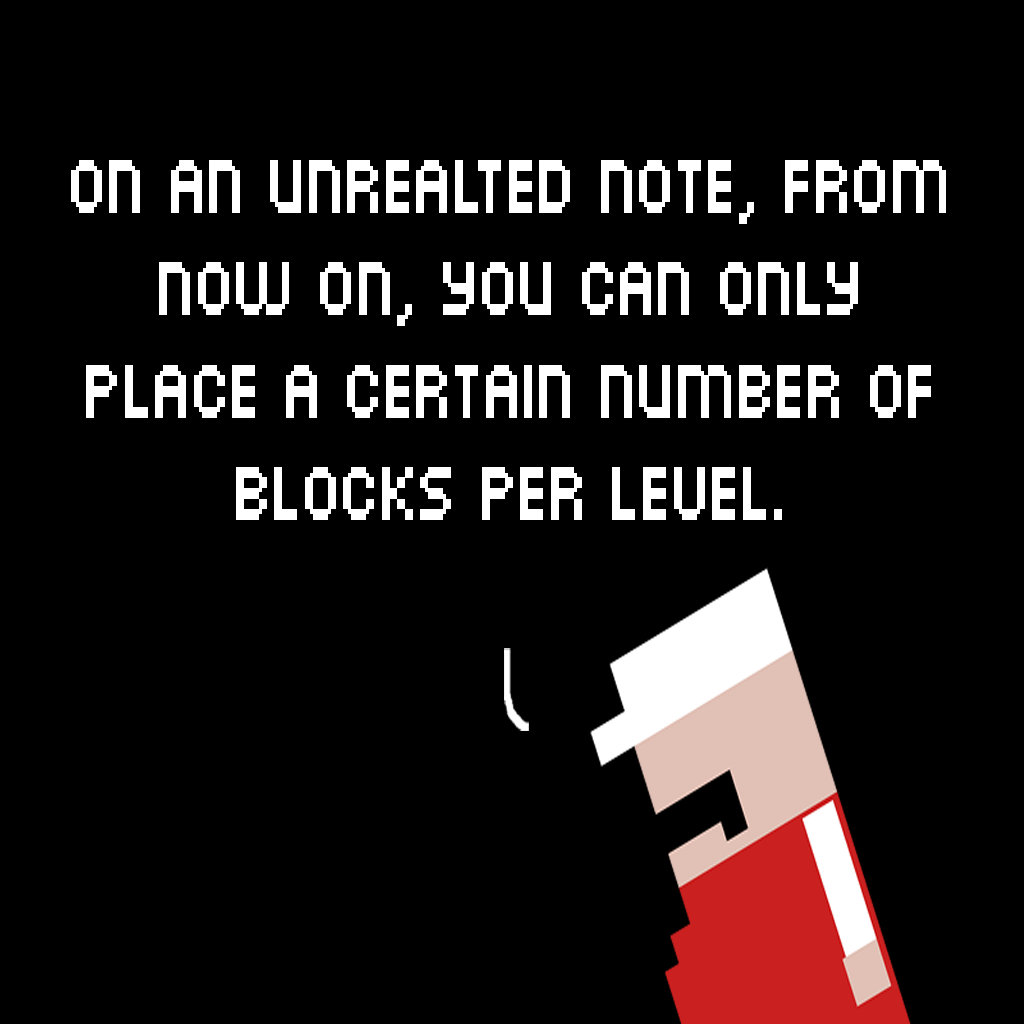 ON AN UNREALTED NOTE, FROM
NOW ON, YOU CAN ONLY
PLACE A CERTAIN NUMBER OF
BLOCKS PER LEVEL.